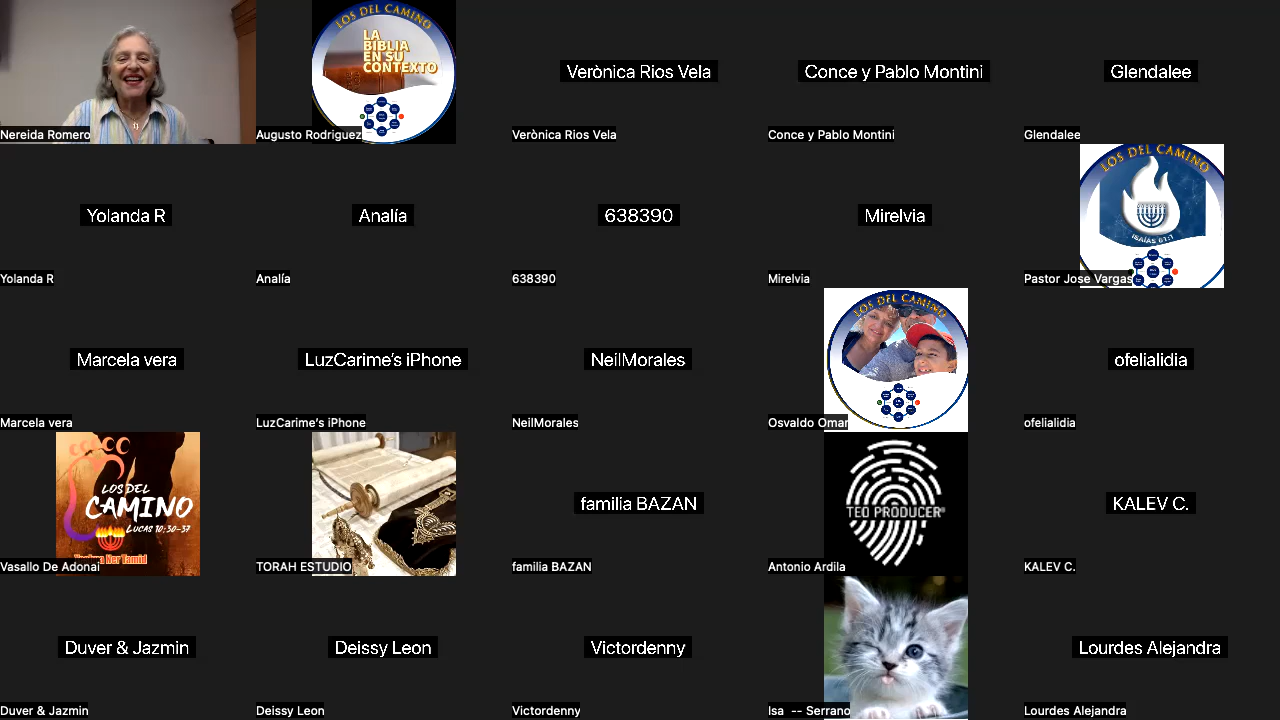 Nereida Romero
LOS DEL CAMINO
LA
BIBLIA
EN SU
CONTEXTO
Augusto Rodriguez
Verònica Rios Vela
Verònica Rios Vela
Conce y Pablo Montini
Conce y Pablo Montini
Glendalee
Glendalee
Yolanda R
Yolanda R
Analía
Analía
638390
638390
Mirelvia
Mirelvia
LOS DEL CAMINO
ISAÍAS 61:1
Pastor Jose Vargas
Marcela vera
Marcela vera
LuzCarime’s iPhone
LuzCarime’s iPhone
NeilMorales
NeilMorales
LOS DEL CAMINO
Osvaldo Omar
ofelialidia
ofelialidia
LOS DEL
CAMINO
LUCAS 10:30-37
Ner Tamid
Vasallo De Adonai
TORAH ESTUDIO
familia BAZAN
familia BAZAN
TEO PRODUCER
Antonio Ardila
KALEV C.
KALEV C.
Duver & Jazmin
Duver & Jazmin
Deissy Leon
Deissy Leon
Victordenny
Victordenny
Isa -- Serrano
Lourdes Alejandra
Lourdes Alejandra